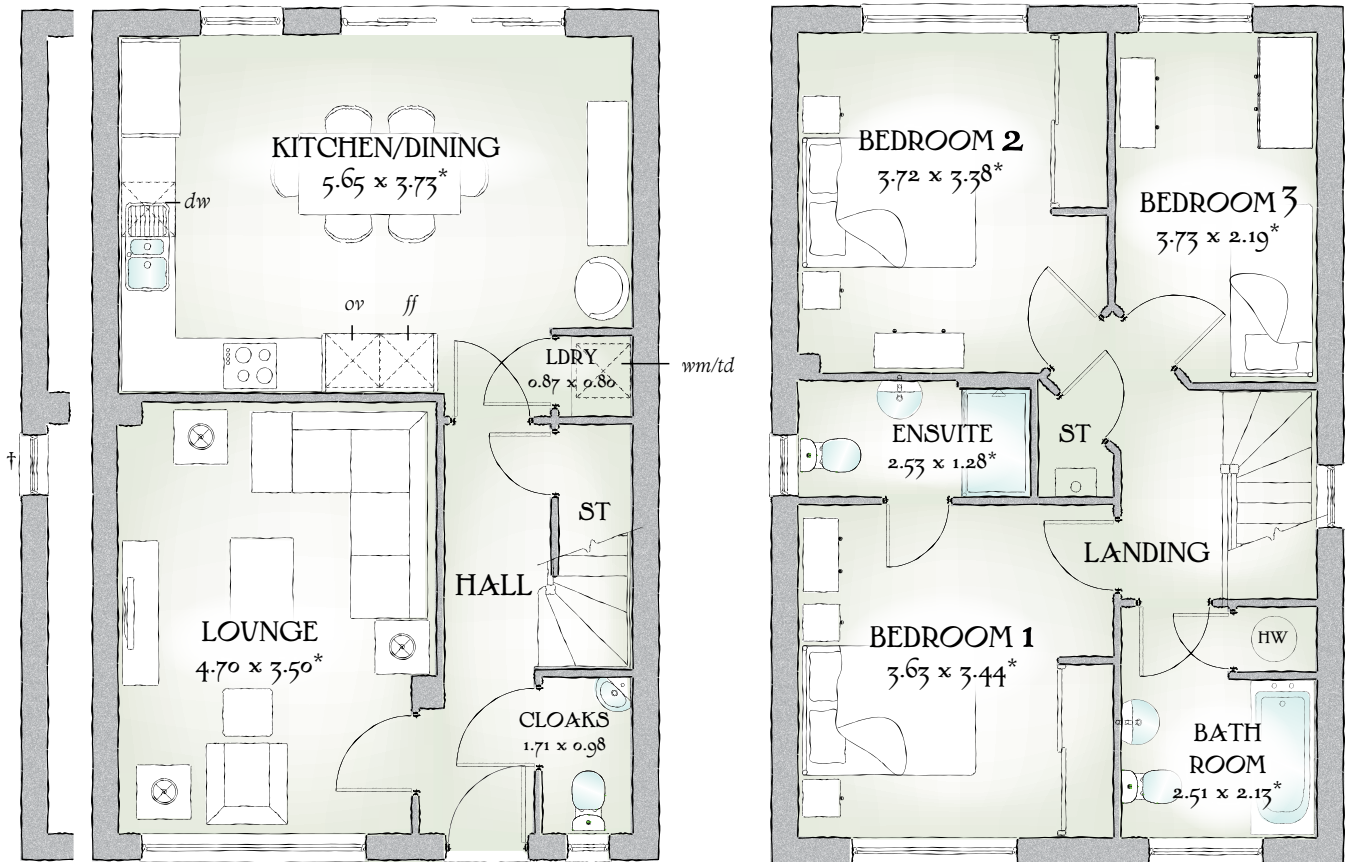 KITCHEN/DINING
5.65 x 3.73*
dw
ov
ff
LDRY
0.87 x 0.80
wm/td
†
ST
HALL
LOUNGE
4.70 x 3.50*
CLOAKS
1.71 x 0.98
BEDROOM 2
3.72 x 3.38*
BEDROOM 3
3.73 x 2.19*
ENSUITE
2.53 x 1.28*
ST
LANDING
BEDROOM 1
3.63 x 3.44*
HW
BATH
ROOM
2.51 x 2.13*